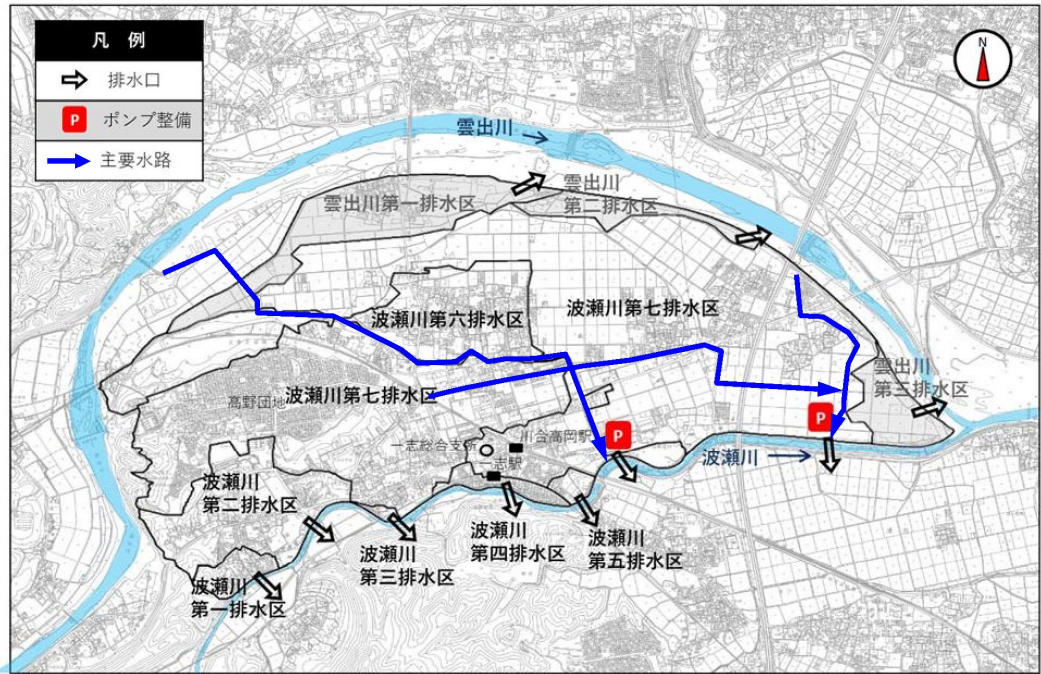 凡 例
排水口
P ポンプ整備
主要水路
N
雲出川
雲出川第一排水区
雲出川
第二排水区
波瀬川第六排水区
波瀬川第七排水区
雲出川
第三排水区
波瀬川第七排水区
高野団地
一志総合支所
川合高岡駅
一志駅
P
P
波瀬川
波瀬川
第二排水区
波瀬川
第三排水区
波瀬川
第四排水区
波瀬川
第五排水区
波瀬川
第一排水区